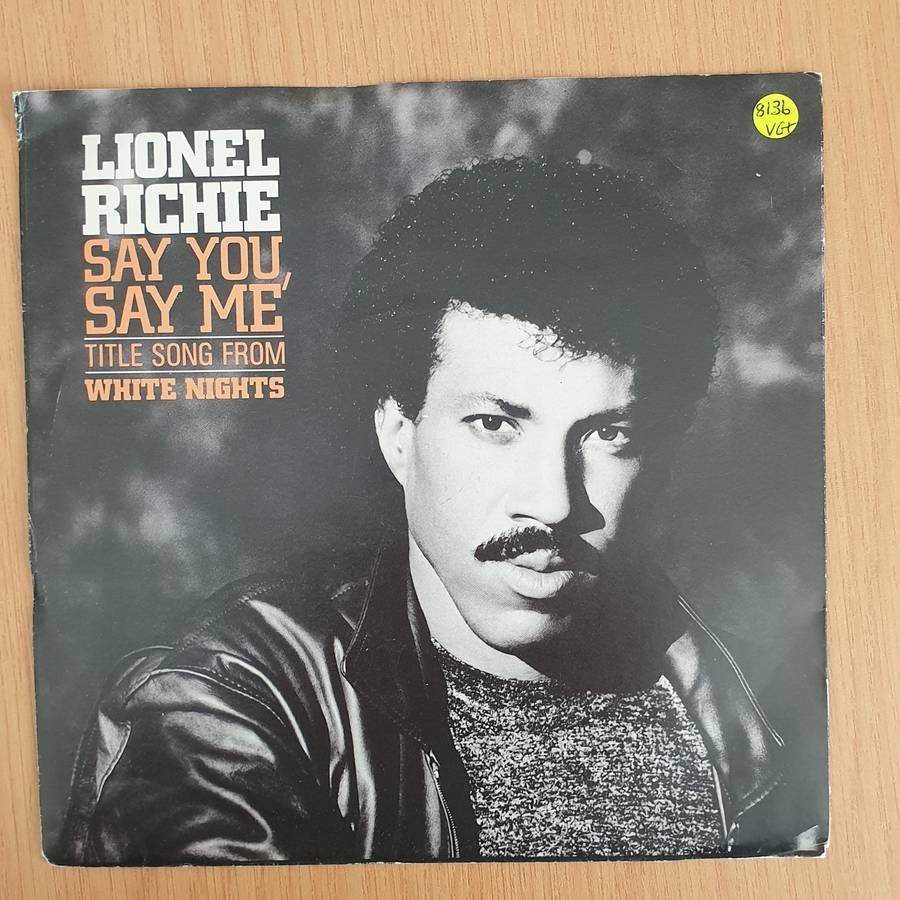 LIONEL
RICHIE
SAY YOU,
SAY ME
TITLE SONG FROM
WHITE NIGHTS
8136
VG+